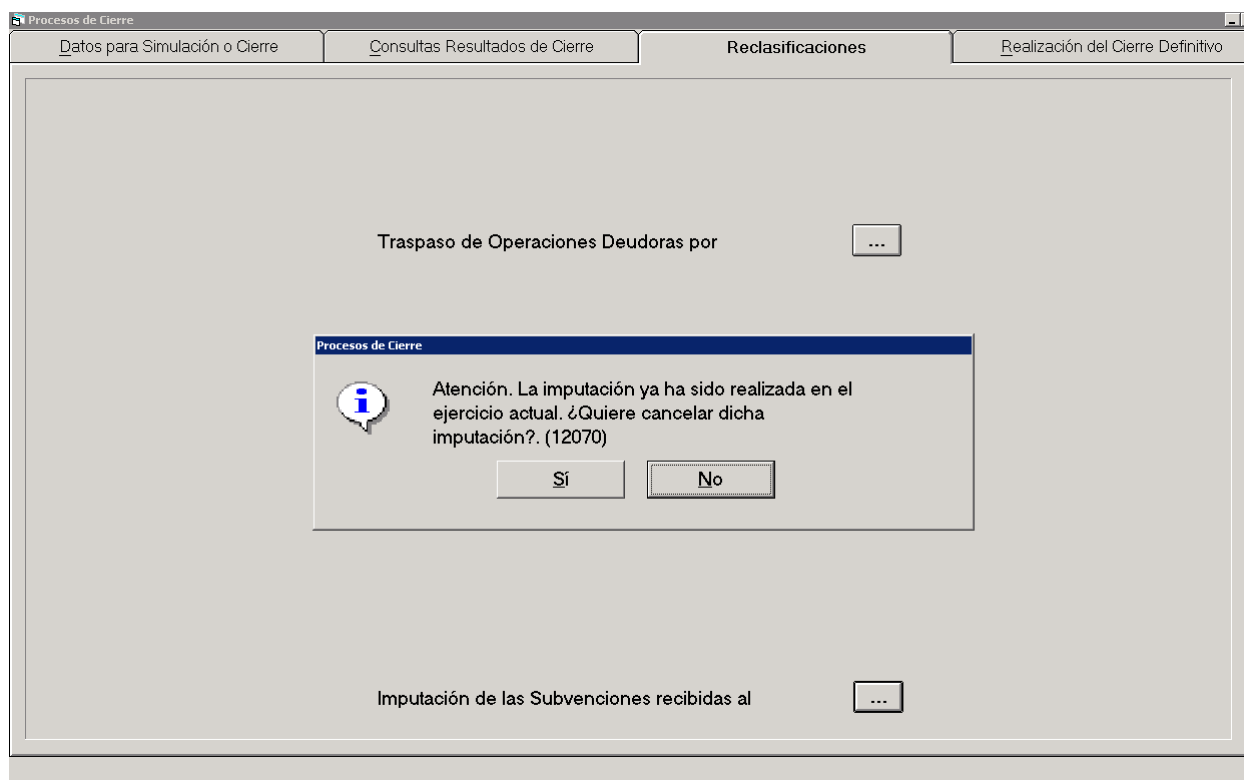 Procesos de Cierre
Datos para Simulación o Cierre
Consultas Resultados de Cierre
Reclasificaciones
Realización del Cierre Definitivo
Traspaso de Operaciones Deudoras por
...
Procesos de Cierre
Atención. La imputación ya ha sido realizada en el
ejercicio actual. ¿Quiere cancelar dicha
imputación?. (12070)
Sí
No
Imputación de las Subvenciones recibidas al
...